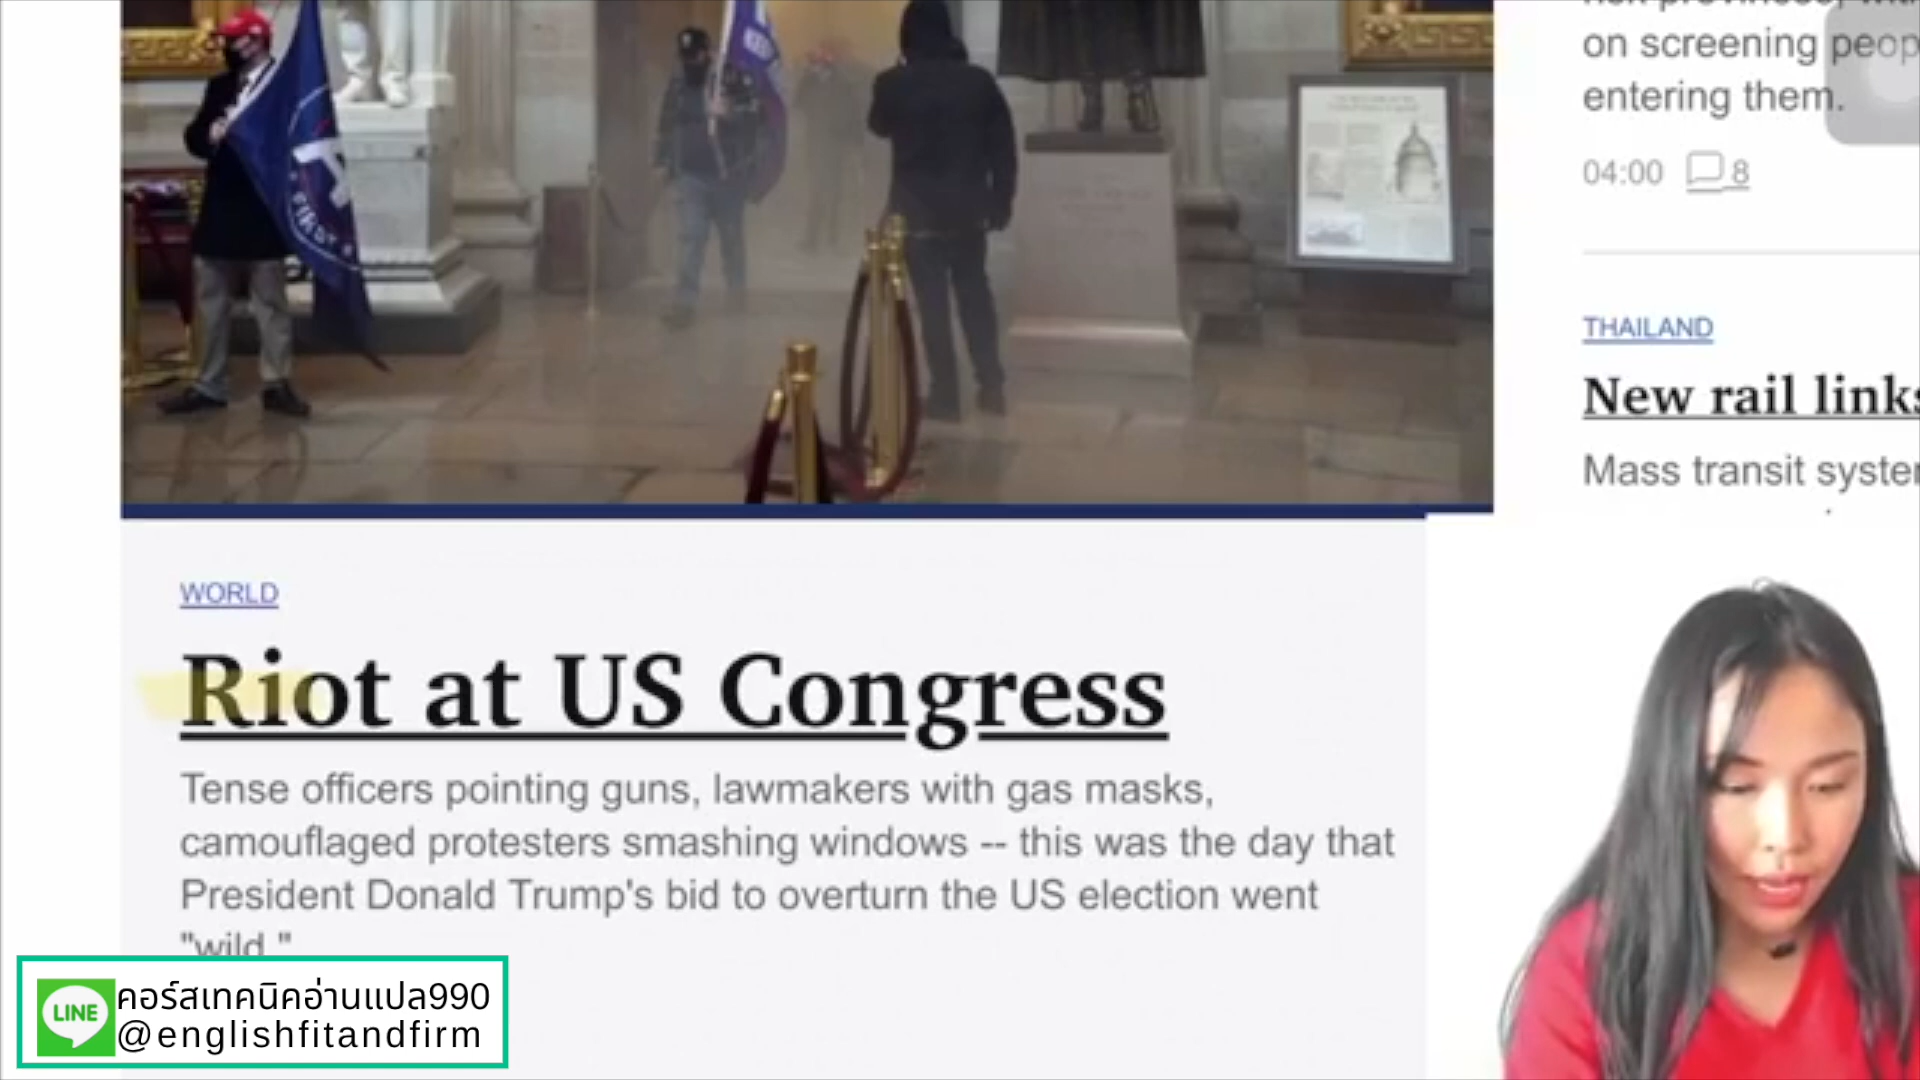 on screening
entering them.
04:00 8
THAILAND
New rail links
Mass transit
FIRST
WORLD
Riot at US Congress
Tense officers pointing guns, lawmakers with gas masks,
camouflaged protesters smashing windows -- this was the day that
President Donald Trump's bid to overturn the US election went
"wild."
LINE
คอร์สเทคนิคอ่านแปล990
@englishfitandfirm